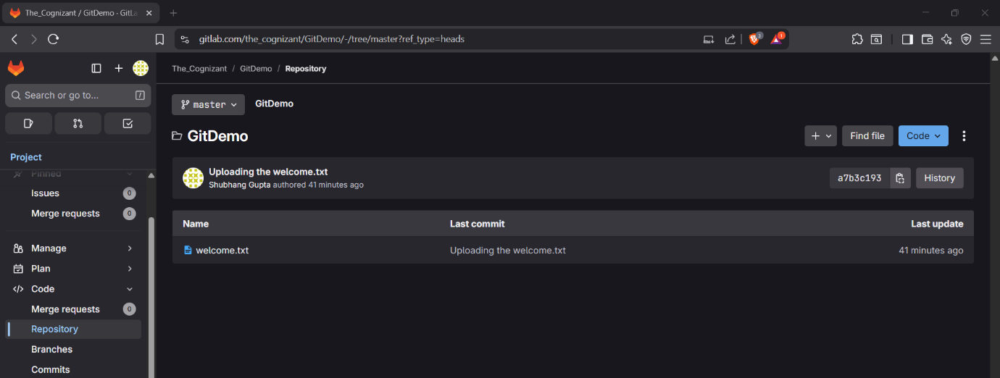 The_Cognizant / GitDemo · GitLa
gitlab.com/the_cognizant/GitDemo/-/tree/master?ref_type=heads
3
1
The_Cognizant / GitDemo / Repository
Search or go to...
/
master
GitDemo
GitDemo
Find file
Code
Project
Pinned
Issues
0
Merge requests
0
Manage
Plan
Code
Merge requests
0
Repository
Branches
Commits
Uploading the welcome.txt
Shubhang Gupta authored 41 minutes ago
a7b3c193
History
Name Last commit Last update
welcome.txt Uploading the welcome.txt 41 minutes ago